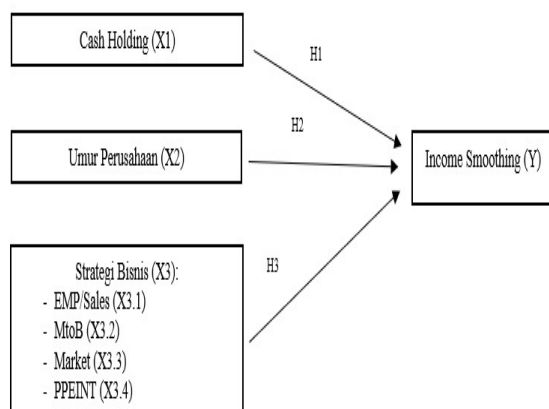 Cash Holding (X1)
H1
H2
Umur Perusahaan (X2)
Income Smoothing (Y)
H3
Strategi Bisnis (X3):
- EMP/Sales (X3.1)
- MtoB (X3.2)
- Market (X3.3)
- PPEINT (X3.4)